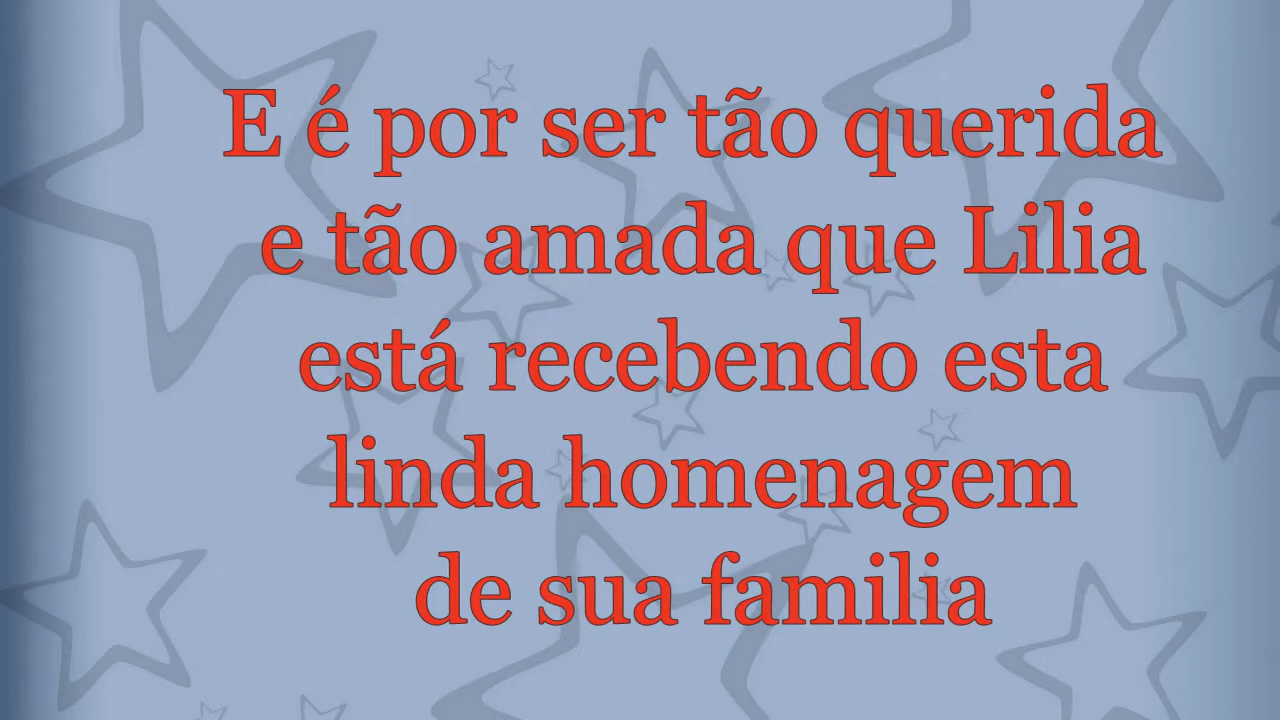 E é por ser tão querida
e tão amada que Lilia
está recebendo esta
linda homenagem
de sua familia